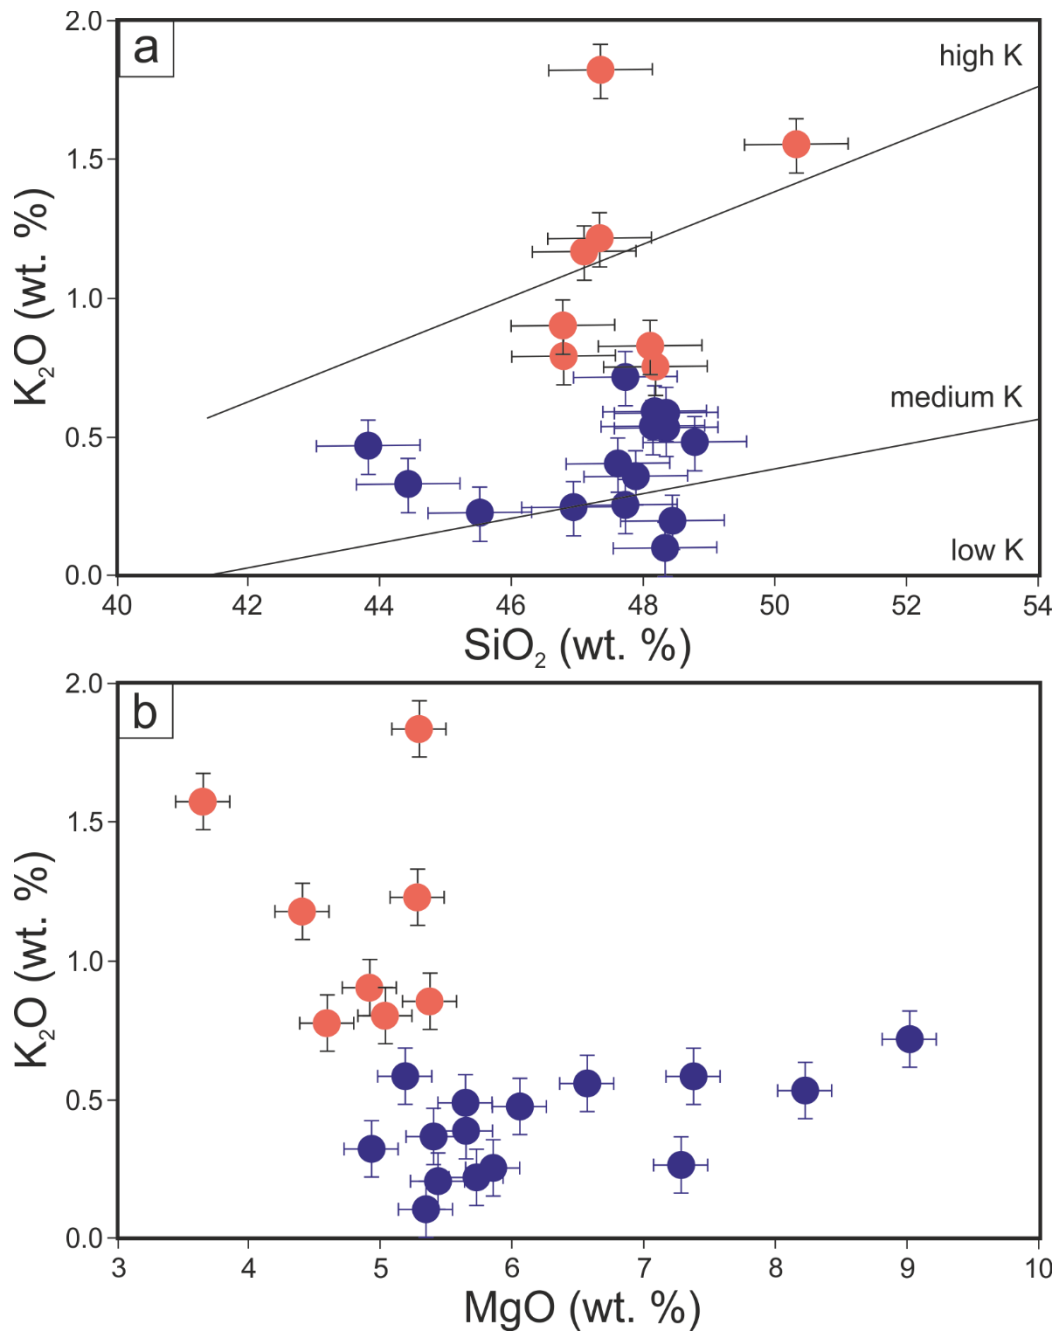 a
high K
medium K
low K
K₂O (wt. %)
2.0
1.5
1.0
0.5
0.0
40 42 44 46 48 50 52 54
SiO₂ (wt. %)
b
K₂O (wt. %)
2.0
1.5
1.0
0.5
0.0
3 4 5 6 7 8 9 10
MgO (wt. %)